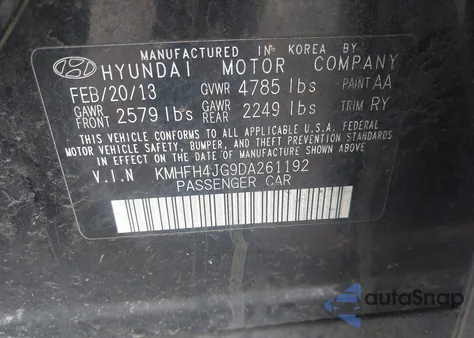 MANUFACTURED IN KOREA BY
HYUNDAI MOTOR COMPANY
FEB/20/13 GVWR 4785 lbs PAINT AA
GAWR FRONT 2579 lbs GAWR REAR 2249 lbs TRIM RY
THIS VEHICLE CONFORMS TO ALL APPLICABLE U.S.A. FEDERAL
MOTOR VEHICLE SAFETY, BUMPER, AND THEFT PREVENTION
STANDARDS IN EFFECT ON THE DATE OF MANUFACTURE SHOWN ABOVE.
V.I.N KMHFH4JG9DA261192
PASSENGER CAR
autoSnap